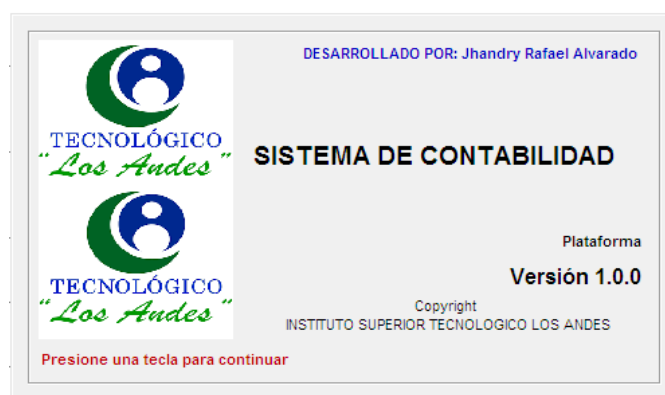 DESARROLLADO POR: Jhandry Rafael Alvarado
TECNOLÓGICO
"Los Andes"
SISTEMA DE CONTABILIDAD
TECNOLÓGICO
"Los Andes"
Plataforma
Versión 1.0.0
Copyright
INSTITUTO SUPERIOR TECNOLOGICO LOS ANDES
Presione una tecla para continuar